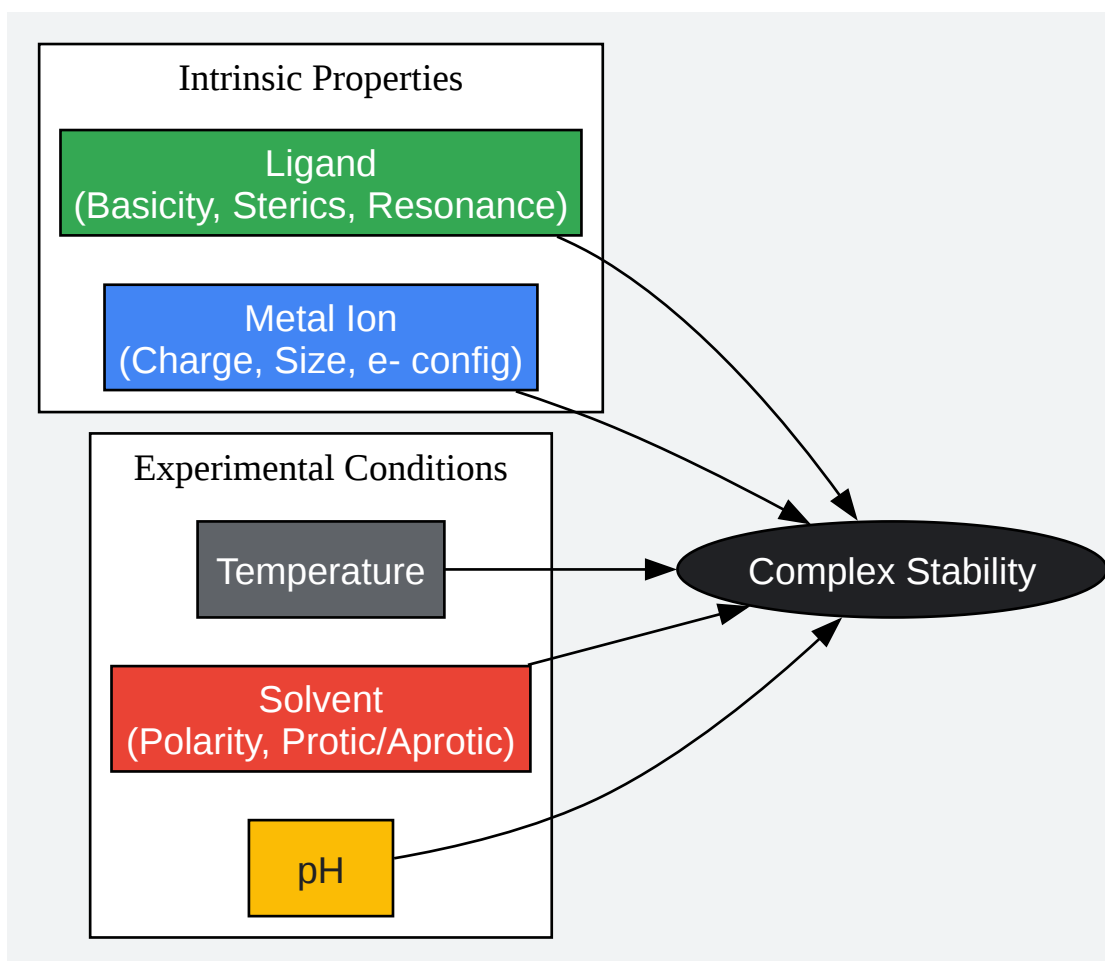 Intrinsic Properties
Ligand
(Basicity, Sterics, Resonance)
Metal Ion
(Charge, Size, e- config)
Experimental Conditions
Temperature
Complex Stability
Solvent
(Polarity, Protic/Aprotic)
pH